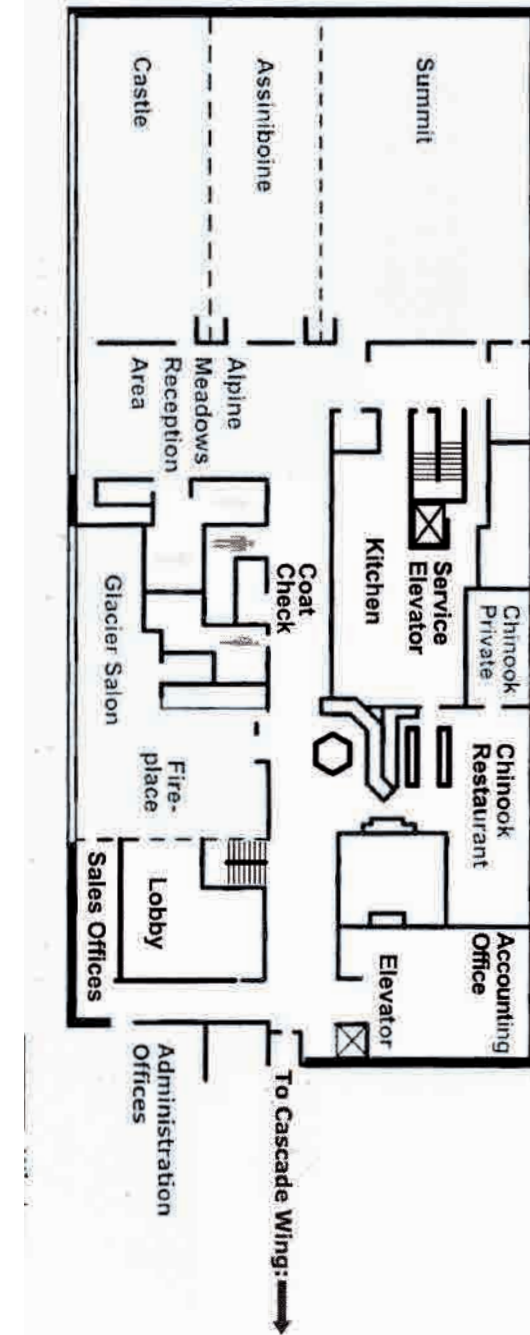 Castle
Assiniboine
Summit
Alpine
Meadows
Reception
Area
Coat
Check
Kitchen
Service
Elevator
Chinook
Private
Glacier Salon
Fire-
place
Chinook
Restaurant
Sales Offices
Lobby
Elevator
Accounting
Office
Administration
Offices
To Cascade Wing: